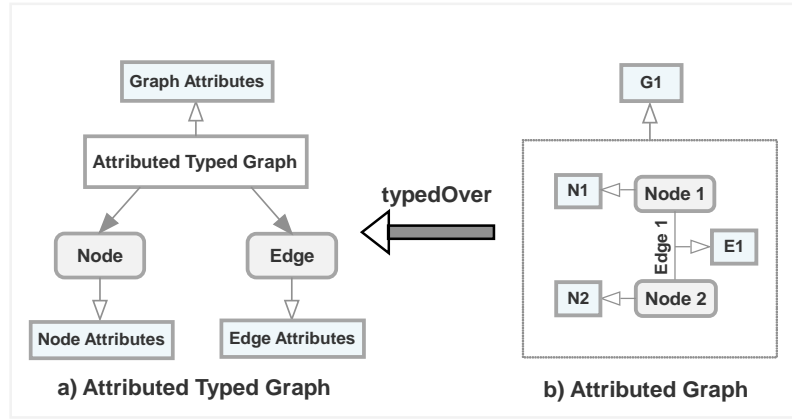 Graph Attributes
Attributed Typed Graph
Node
Edge
Node Attributes
Edge Attributes
a) Attributed Typed Graph
typedOver
G1
N1
Node 1
Edge 1
E1
N2
Node 2
b) Attributed Graph